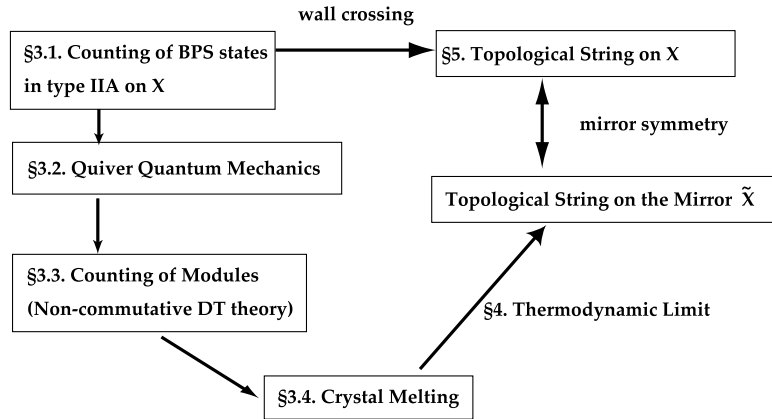 wall crossing
§3.1. Counting of BPS states
in type IIA on X
§5. Topological String on X
mirror symmetry
§3.2. Quiver Quantum Mechanics
Topological String on the Mirror X̃
§3.3. Counting of Modules
(Non-commutative DT theory)
§4. Thermodynamic Limit
§3.4. Crystal Melting